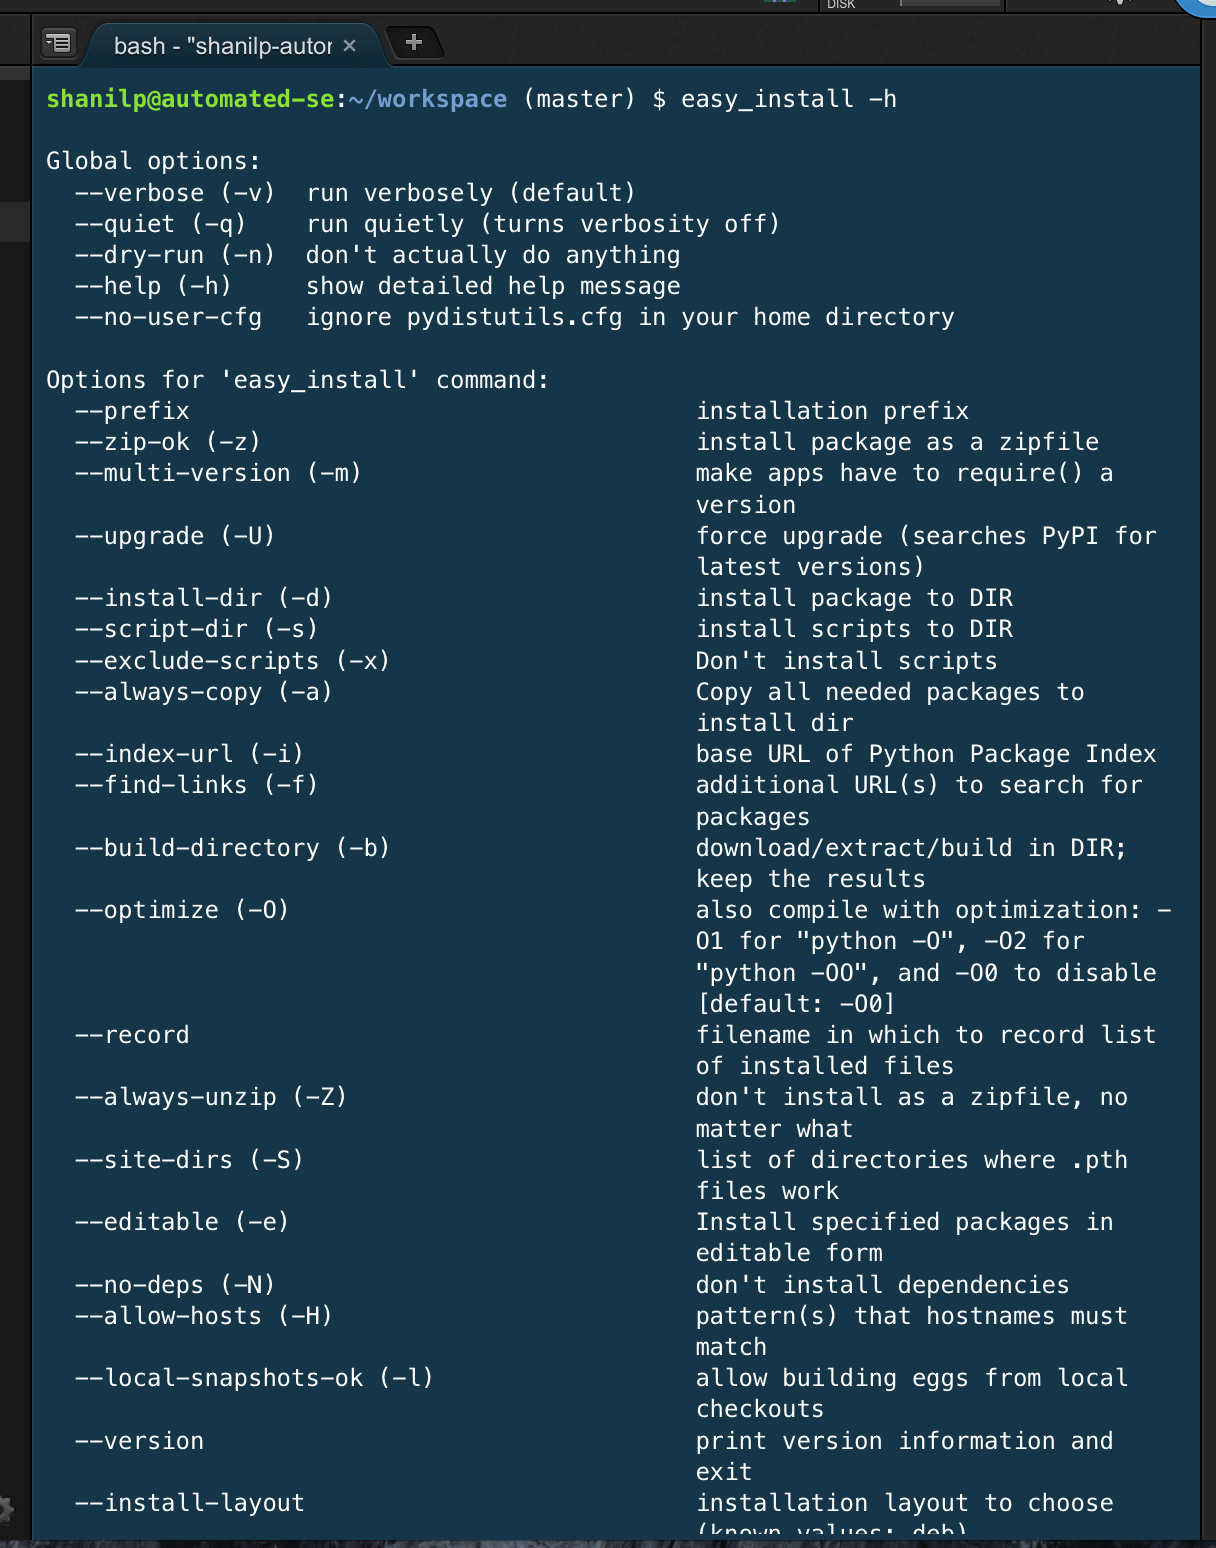 DISK
bash - "shanilp-autor
shanilp@automated-se:~/workspace (master) $ easy_install -h
Global options:
--verbose (-v)  run verbosely (default)
--quiet (-q)    run quietly (turns verbosity off)
--dry-run (-n)  don't actually do anything
--help (-h)     show detailed help message
--no-user-cfg   ignore pydistutils.cfg in your home directory
Options for 'easy_install' command:
--prefix                                   installation prefix
--zip-ok (-z)                              install package as a zipfile
--multi-version (-m)                       make apps have to require() a
version
--upgrade (-U)                             force upgrade (searches PyPI for
latest versions)
--install-dir (-d)                         install package to DIR
--script-dir (-s)                          install scripts to DIR
--exclude-scripts (-x)                     Don't install scripts
--always-copy (-a)                         Copy all needed packages to
install dir
--index-url (-i)                           base URL of Python Package Index
--find-links (-f)                          additional URL(s) to search for
packages
--build-directory (-b)                     download/extract/build in DIR;
keep the results
--optimize (-O)                            also compile with optimization: -
O1 for "python -O", -O2 for
"python -OO", and -O0 to disable
[default: -O0]
--record                                   filename in which to record list
of installed files
--always-unzip (-Z)                        don't install as a zipfile, no
matter what
--site-dirs (-S)                           list of directories where .pth
files work
--editable (-e)                            Install specified packages in
editable form
--no-deps (-N)                             don't install dependencies
--allow-hosts (-H)                         pattern(s) that hostnames must
match
--local-snapshots-ok (-l)                  allow building eggs from local
checkouts
--version                                  print version information and
exit
--install-layout                           installation layout to choose
(known values: deb)